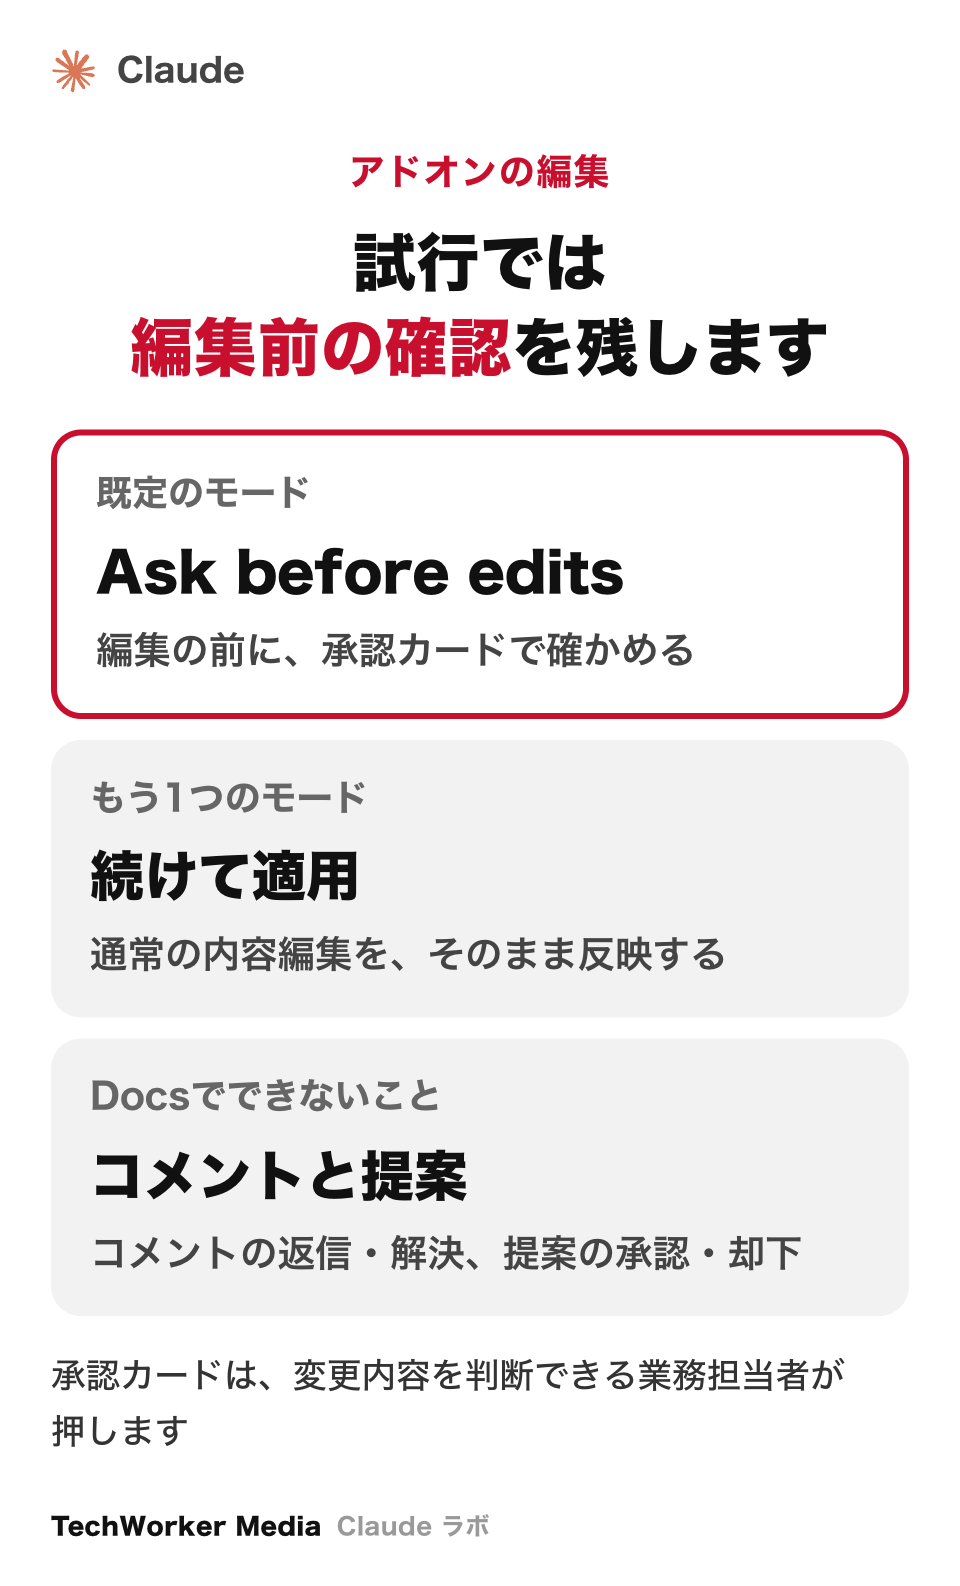 Claude
アドオンの編集
試行では
編集前の確認を残します
既定のモード
Ask before edits
編集の前に、承認カードで確かめる
もう1つのモード
続けて適用
通常の内容編集を、そのまま反映する
Docsでできないこと
コメントと提案
コメントの返信・解決、提案の承認・却下
承認カードは、変更内容を判断できる業務担当者が
押します
TechWorker Media Claude ラボ